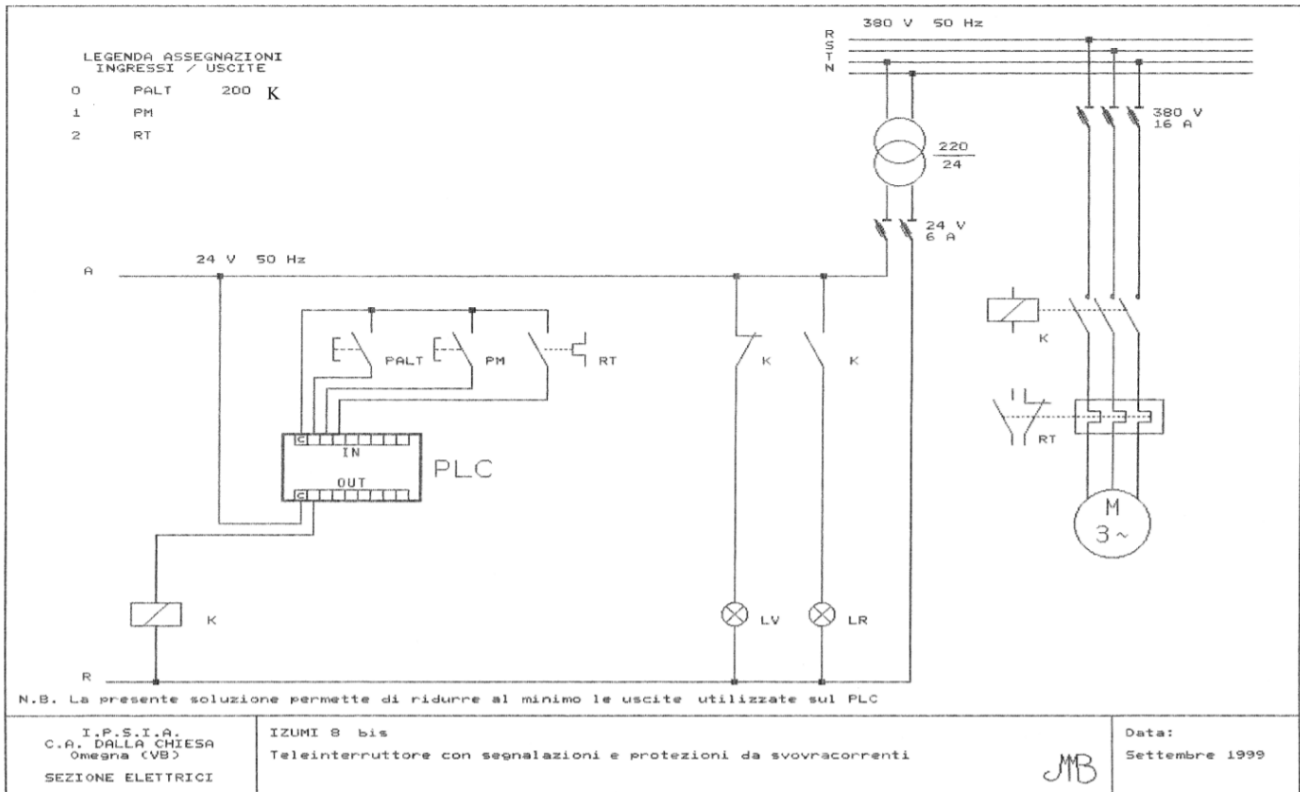 380 V 50 Hz
R
S
T
N
LEGENDA ASSEGNAZIONI
INGRESSI / USCITE
0 PALT 200 K
1 PM
2 RT
380 V
16 A
220
24
24 V
6 A
24 V 50 Hz
A
PALT
PM
RT
K
K
K
C
IN
PLC
OUT
C
RT
M
3~
K
LV
LR
R
N.B. La presente soluzione permette di ridurre al minimo le uscite utilizzate sul PLC
I.P.S.I.A.
C.A. DALLA CHIESA
Omegna (VB)
SEZIONE ELETTRICI
IZUMI 8 bis
Teleinterruttore con segnalazioni e protezioni da svovracorrenti
MB
Data:
Settembre 1999